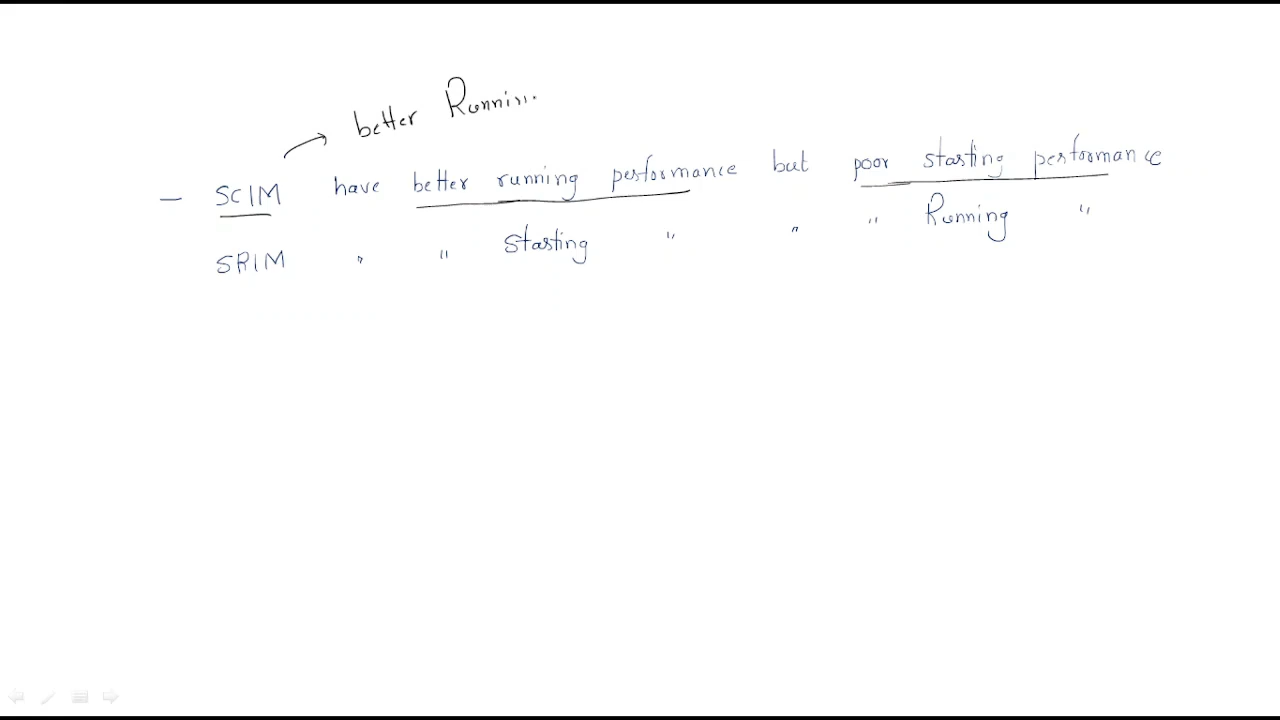 better Runnin..
- SCIM have better running performance but poor starting performance
SRIM " " Starting " " " Running "